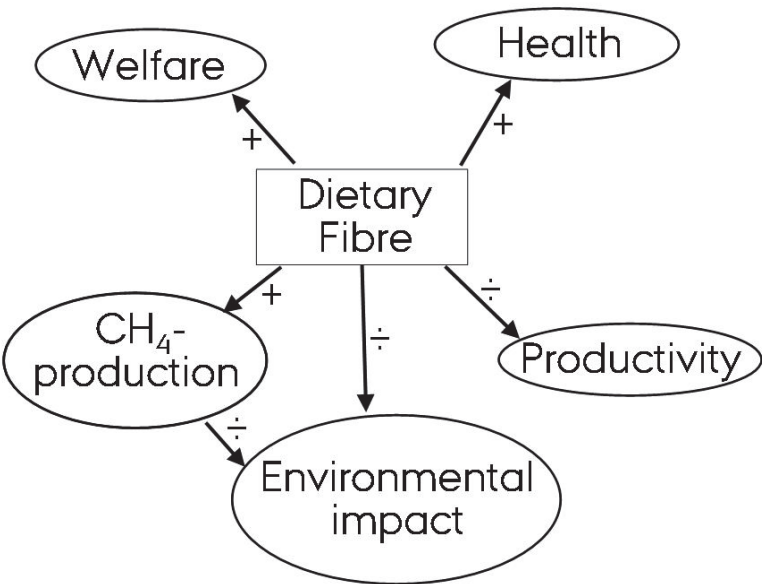 Welfare
Health
+
+
Dietary
Fibre
+
÷
÷
CH₄-
production
Productivity
÷
Environmental
impact